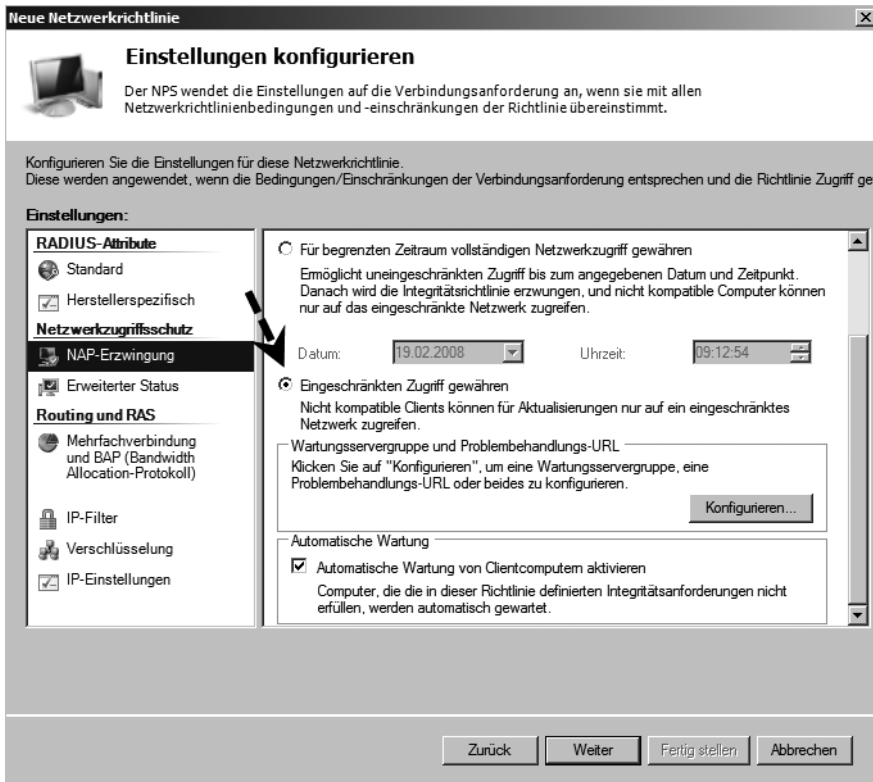 Neue Netzwerkrichtlinie
Einstellungen konfigurieren
Der NPS wendet die Einstellungen auf die Verbindungsanforderung an, wenn sie mit allen
Netzwerkrichtlinienbedingungen und -einschränkungen der Richtlinie übereinstimmt.
Konfigurieren Sie die Einstellungen für diese Netzwerkrichtlinie.
Diese werden angewendet, wenn die Bedingungen/Einschränkungen der Verbindungsanforderung entsprechen und die Richtlinie Zugriff ge
Einstellungen:
RADIUS-Attribute
Standard
Herstellerspezifisch
Netzwerkzugriffsschutz
NAP-Erzwingung
Erweiterter Status
Routing und RAS
Mehrfachverbindung
und BAP (Bandwidth
Allocation-Protokoll)
IP-Filter
Verschlüsselung
IP-Einstellungen
Für begrenzten Zeitraum vollständigen Netzwerkzugriff gewähren
Ermöglicht uneingeschränkten Zugriff bis zum angegebenen Datum und Zeitpunkt.
Danach wird die Integritätsrichtlinie erzwungen, und nicht kompatible Computer können
nur auf das eingeschränkte Netzwerk zugreifen.
Datum: 19.02.2008 Uhrzeit: 09:12:54
Eingeschränkten Zugriff gewähren
Nicht kompatible Clients können für Aktualisierungen nur auf ein eingeschränktes
Netzwerk zugreifen.
Wartungsservergruppe und Problembehandlungs-URL
Klicken Sie auf "Konfigurieren", um eine Wartungsservergruppe, eine
Problembehandlungs-URL oder beides zu konfigurieren.
Konfigurieren...
Automatische Wartung
Automatische Wartung von Clientcomputern aktivieren
Computer, die die in dieser Richtlinie definierten Integritätsanforderungen nicht
erfüllen, werden automatisch gewartet.
Zurück Weiter Fertig stellen Abbrechen